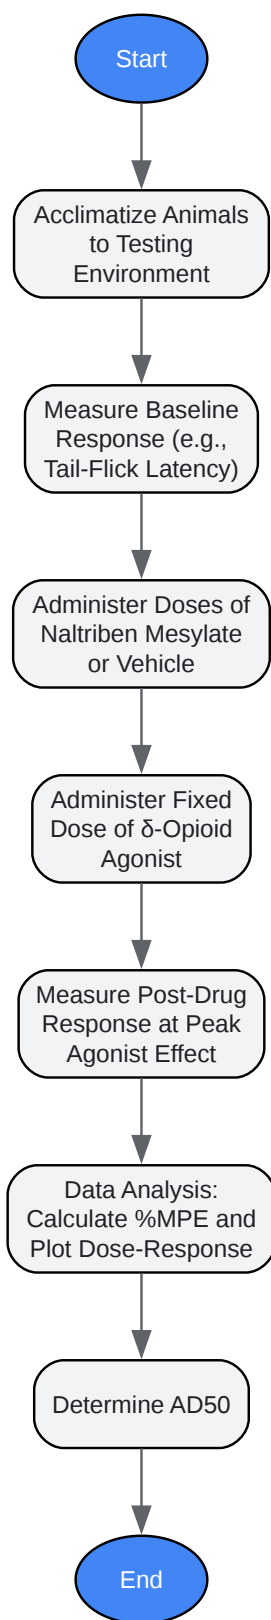 Start
Acclimatize Animals
to Testing
Environment
Measure Baseline
Response (e.g.,
Tail-Flick Latency)
Administer Doses of
Naltriben Mesylate
or Vehicle
Administer Fixed
Dose of δ-Opioid
Agonist
Measure Post-Drug
Response at Peak
Agonist Effect
Data Analysis:
Calculate %MPE and
Plot Dose-Response
Determine AD50
End